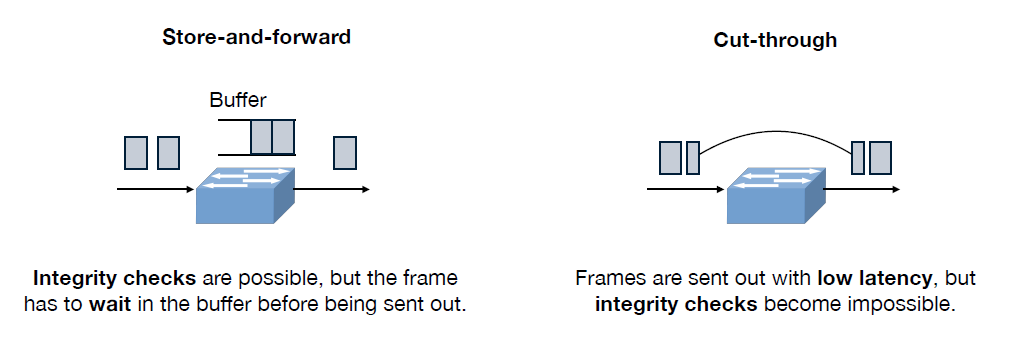 Store-and-forward
Buffer
Integrity checks are possible, but the frame
has to wait in the buffer before being sent out.
Cut-through
Frames are sent out with low latency, but
integrity checks become impossible.